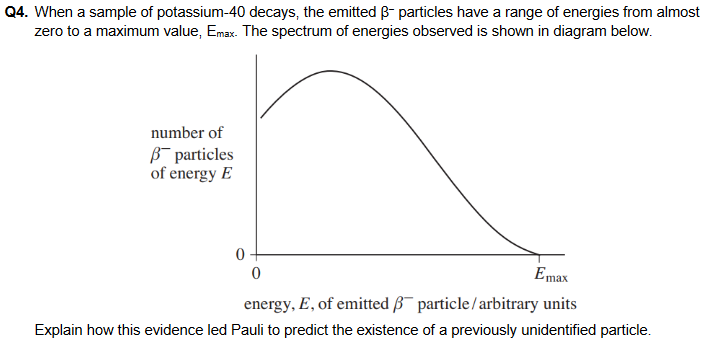 Q4. When a sample of potassium-40 decays, the emitted β⁻ particles have a range of energies from almost
zero to a maximum value, Emax. The spectrum of energies observed is shown in diagram below.
number of
β⁻ particles
of energy E
0
0
Emax
energy, E, of emitted β⁻ particle/arbitrary units
Explain how this evidence led Pauli to predict the existence of a previously unidentified particle.